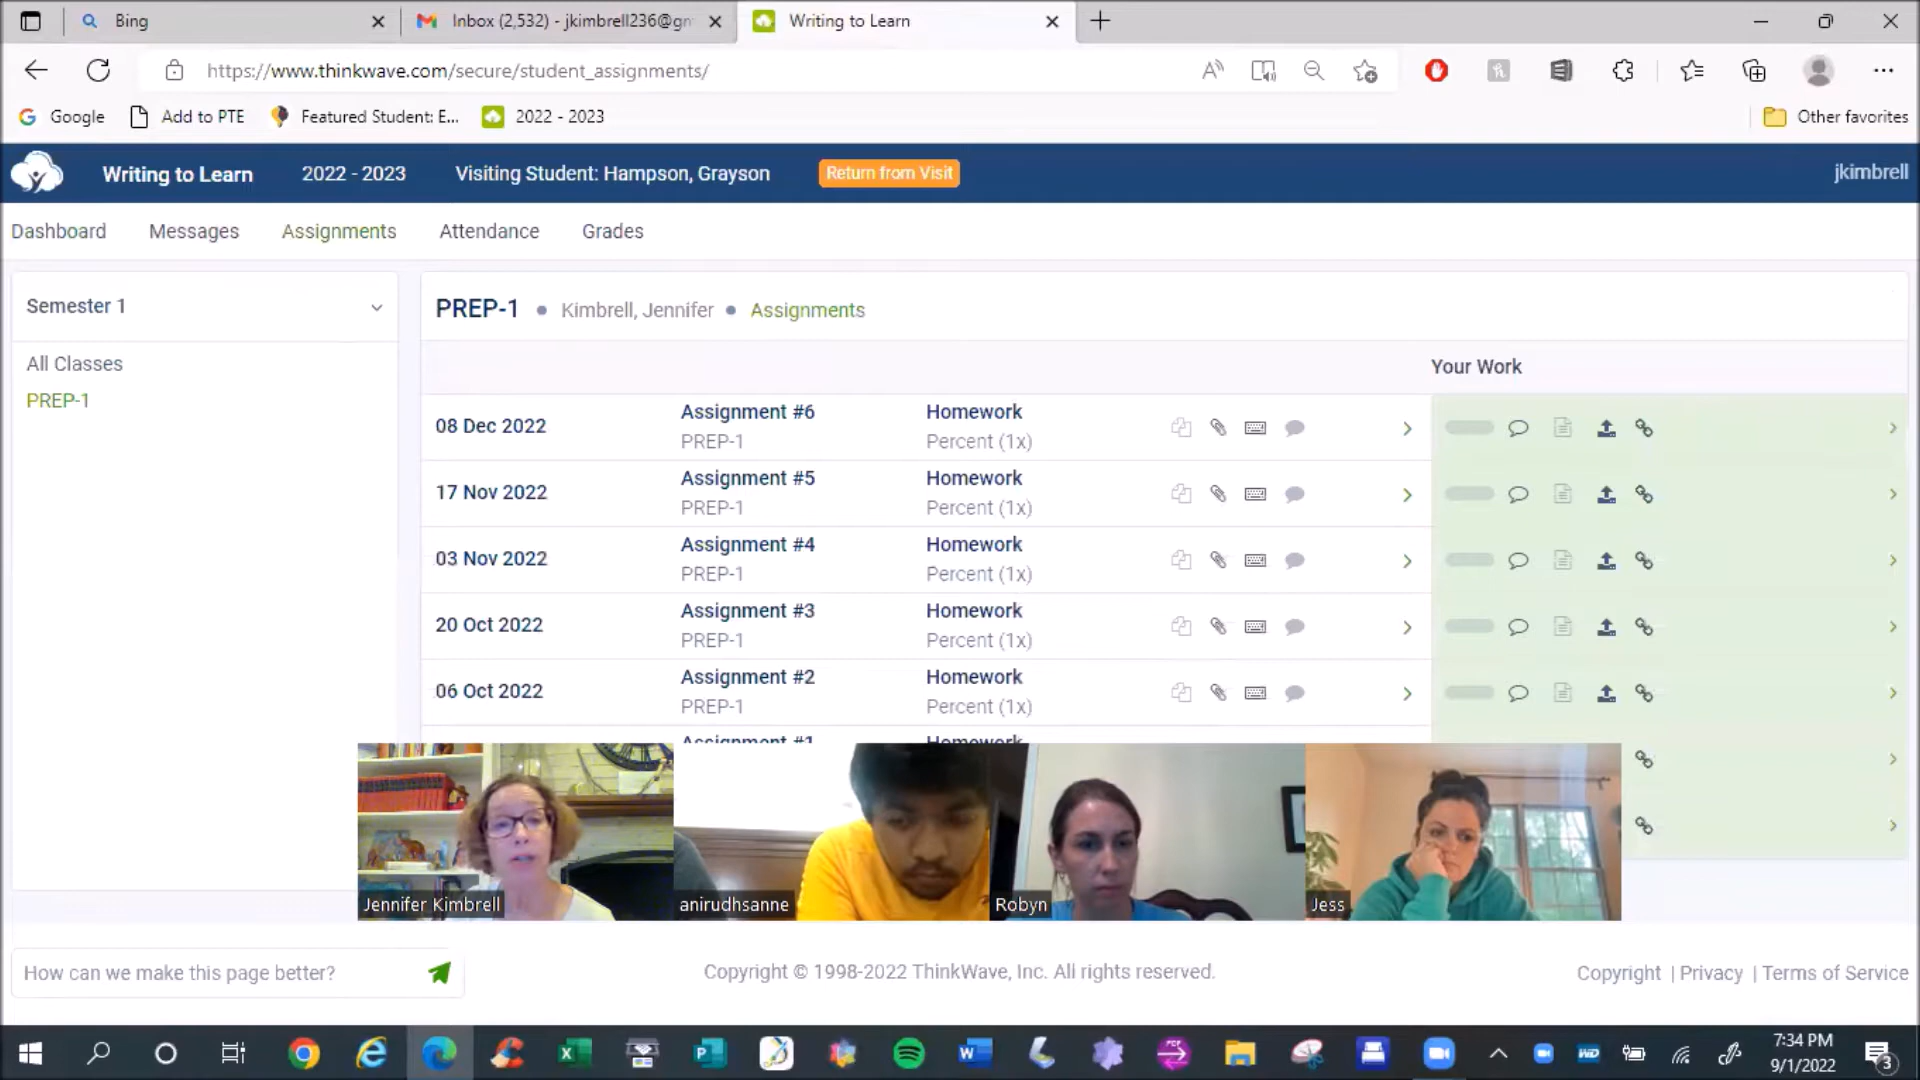 Bing
Inbox (2,532) - jkimbrell236@gm
Writing to Learn
https://www.thinkwave.com/secure/student_assignments/
Google
Add to PTE
Featured Student: E...
2022 - 2023
Other favorites
Writing to Learn
2022 - 2023
Visiting Student: Hampson, Grayson
Return from Visit
jkimbrell
Dashboard
Messages
Assignments
Attendance
Grades
Semester 1
All Classes
PREP-1
PREP-1 • Kimbrell, Jennifer • Assignments
Your Work
08 Dec 2022
Assignment #6
PREP-1
Homework
Percent (1x)
17 Nov 2022
Assignment #5
PREP-1
Homework
Percent (1x)
03 Nov 2022
Assignment #4
PREP-1
Homework
Percent (1x)
20 Oct 2022
Assignment #3
PREP-1
Homework
Percent (1x)
06 Oct 2022
Assignment #2
PREP-1
Homework
Percent (1x)
Assignment #1
Homework
Jennifer Kimbrell
anirudhsanne
Robyn
Jess
How can we make this page better?
Copyright © 1998-2022 ThinkWave, Inc. All rights reserved.
Copyright | Privacy | Terms of Service
7:34 PM
9/1/2022
3